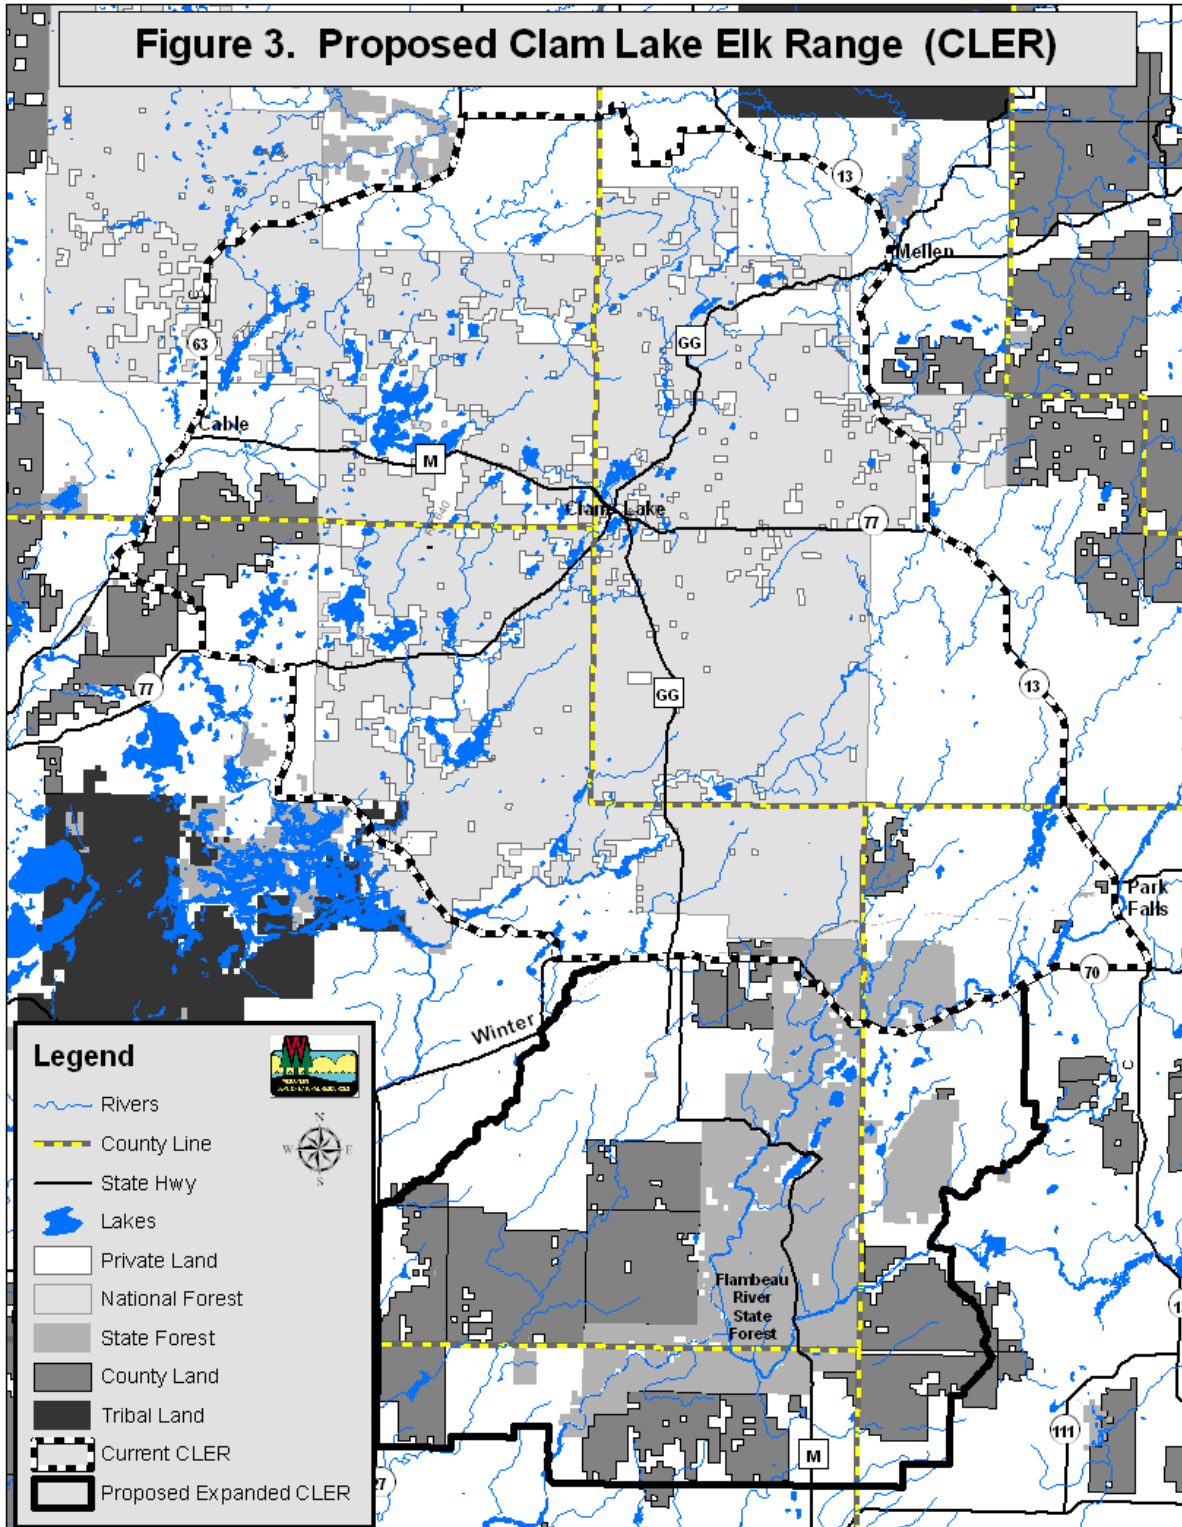 Figure 3. Proposed Clam Lake Elk Range (CLER)
13
Mellen
GG
63
Cable
M
Clam Lake
77
77
GG
13
Park
Falls
70
Winter
C
Flambeau
River
State
Forest
111
M
27
Legend
N
W E
S
Rivers
County Line
State Hwy
Lakes
Private Land
National Forest
State Forest
County Land
Tribal Land
Current CLER
Proposed Expanded CLER